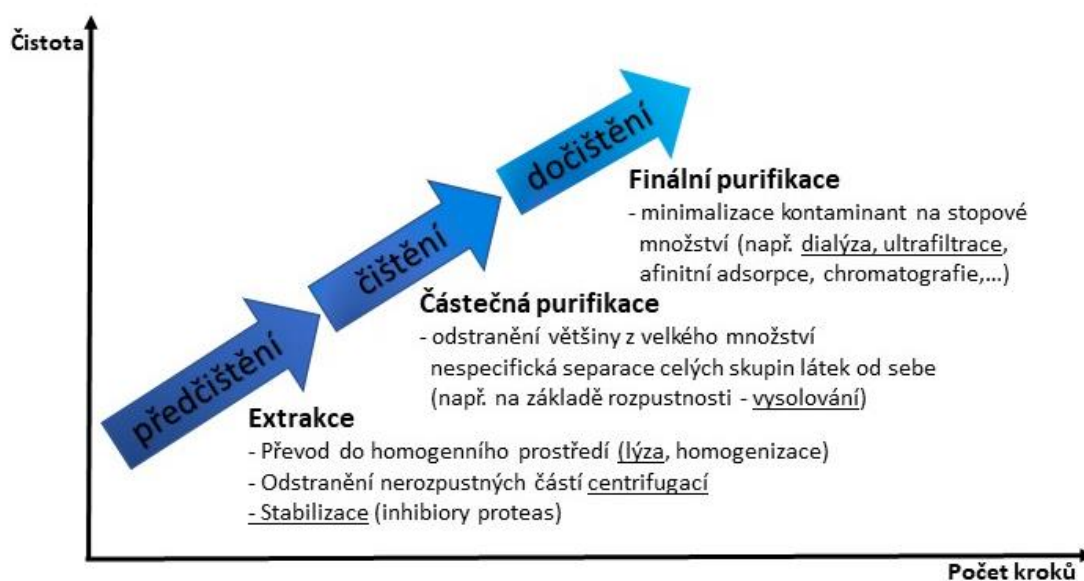 Čistota
dočištění
Finální purifikace
- minimalizace kontaminant na stopové
množství (např. dialýza, ultrafiltrace,
afinitní adsorpce, chromatografie,...)
čištění
Částečná purifikace
- odstranění většiny z velkého množství
nespecifická separace celých skupin látek od sebe
(např. na základě rozpustnosti - vysolování)
předčištění
Extrakce
- Převod do homogenního prostředí (lýza, homogenizace)
- Odstranění nerozpustných částí centrifugací
- Stabilizace (inhibiory proteas)
Počet kroků